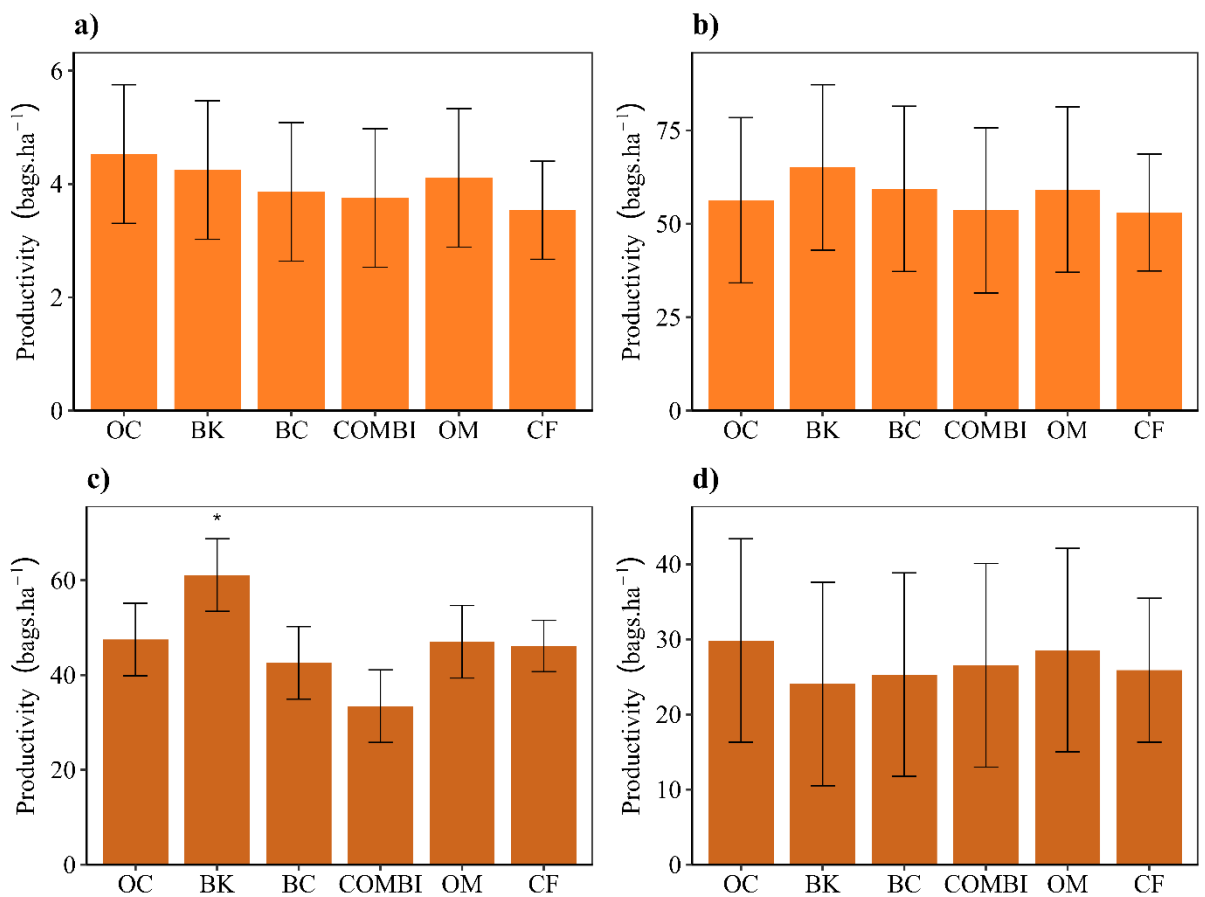 a)
Productivity (bags.ha⁻¹)
6
4
2
0
OC BK BC COMBI OM CF
b)
Productivity (bags.ha⁻¹)
75
50
25
0
OC BK BC COMBI OM CF
c)
Productivity (bags.ha⁻¹)
60
40
20
0
*
OC BK BC COMBI OM CF
d)
Productivity (bags.ha⁻¹)
40
30
20
10
0
OC BK BC COMBI OM CF